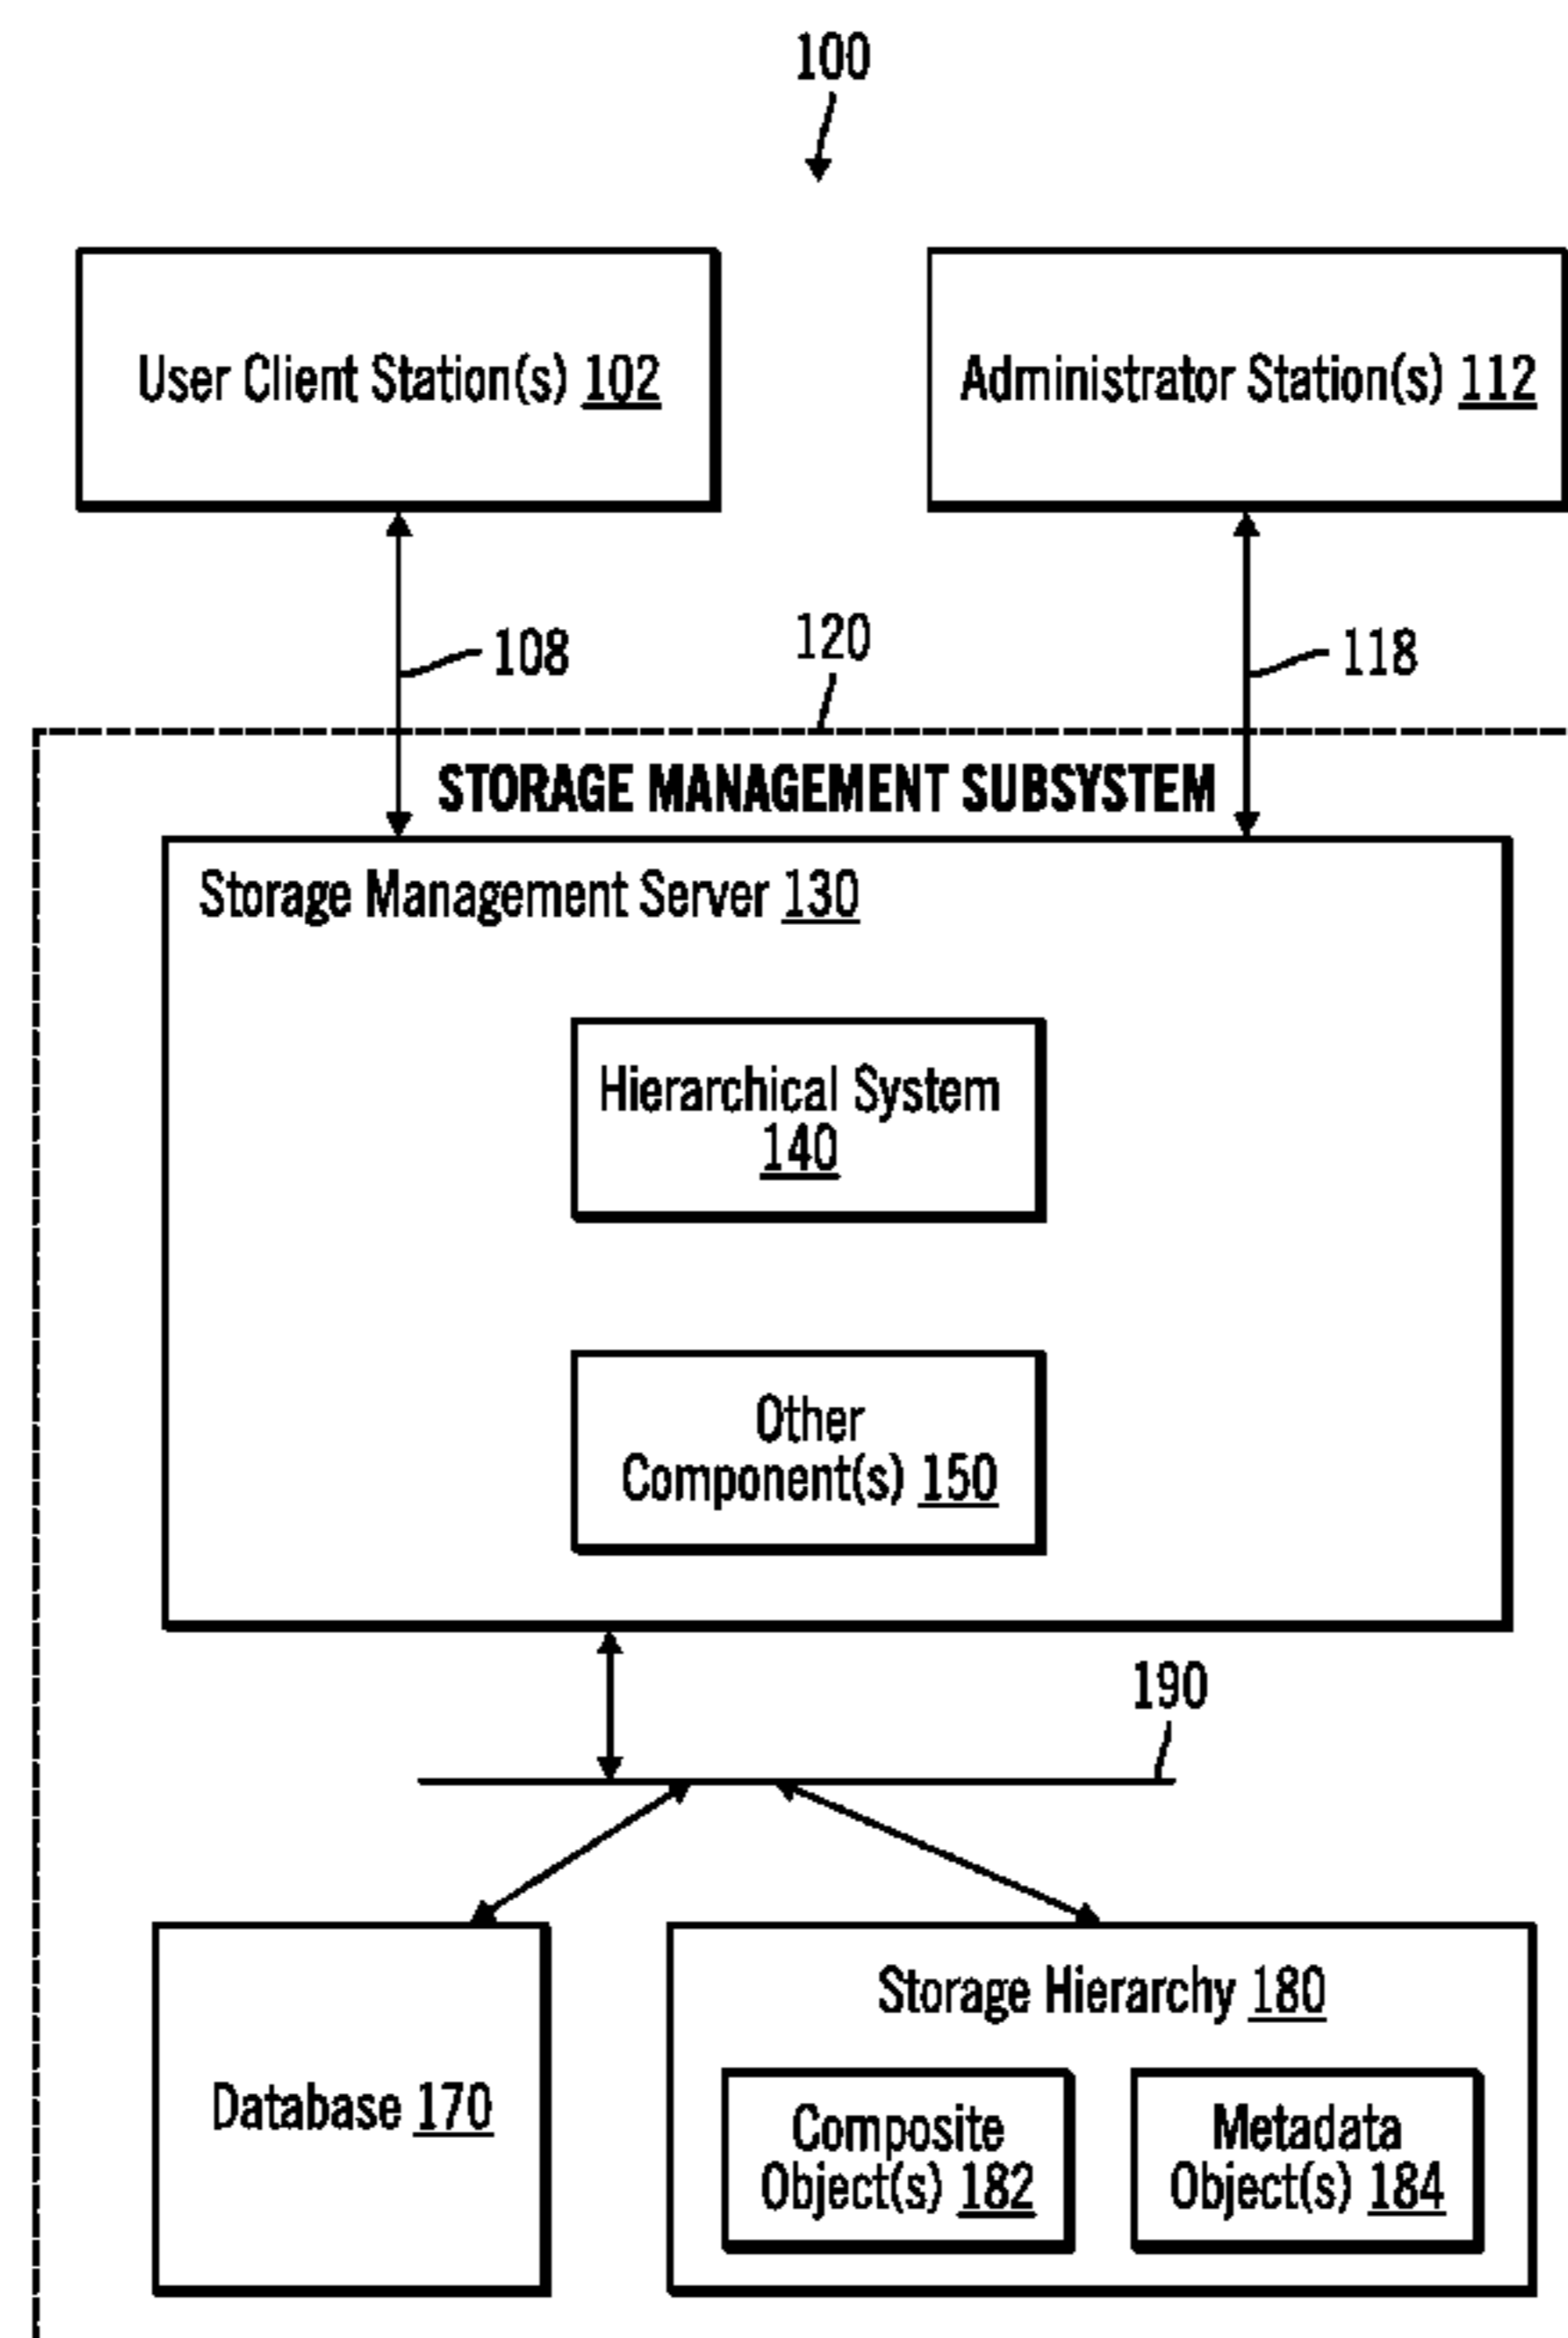 100
User Client Station(s) 102
Administrator Station(s) 112
108
120
118
STORAGE MANAGEMENT SUBSYSTEM
Storage Management Server 130
Hierarchical System
140
Other
Component(s) 150
190
Database 170
Storage Hierarchy 180
Composite
Object(s) 182
Metadata
Object(s) 184